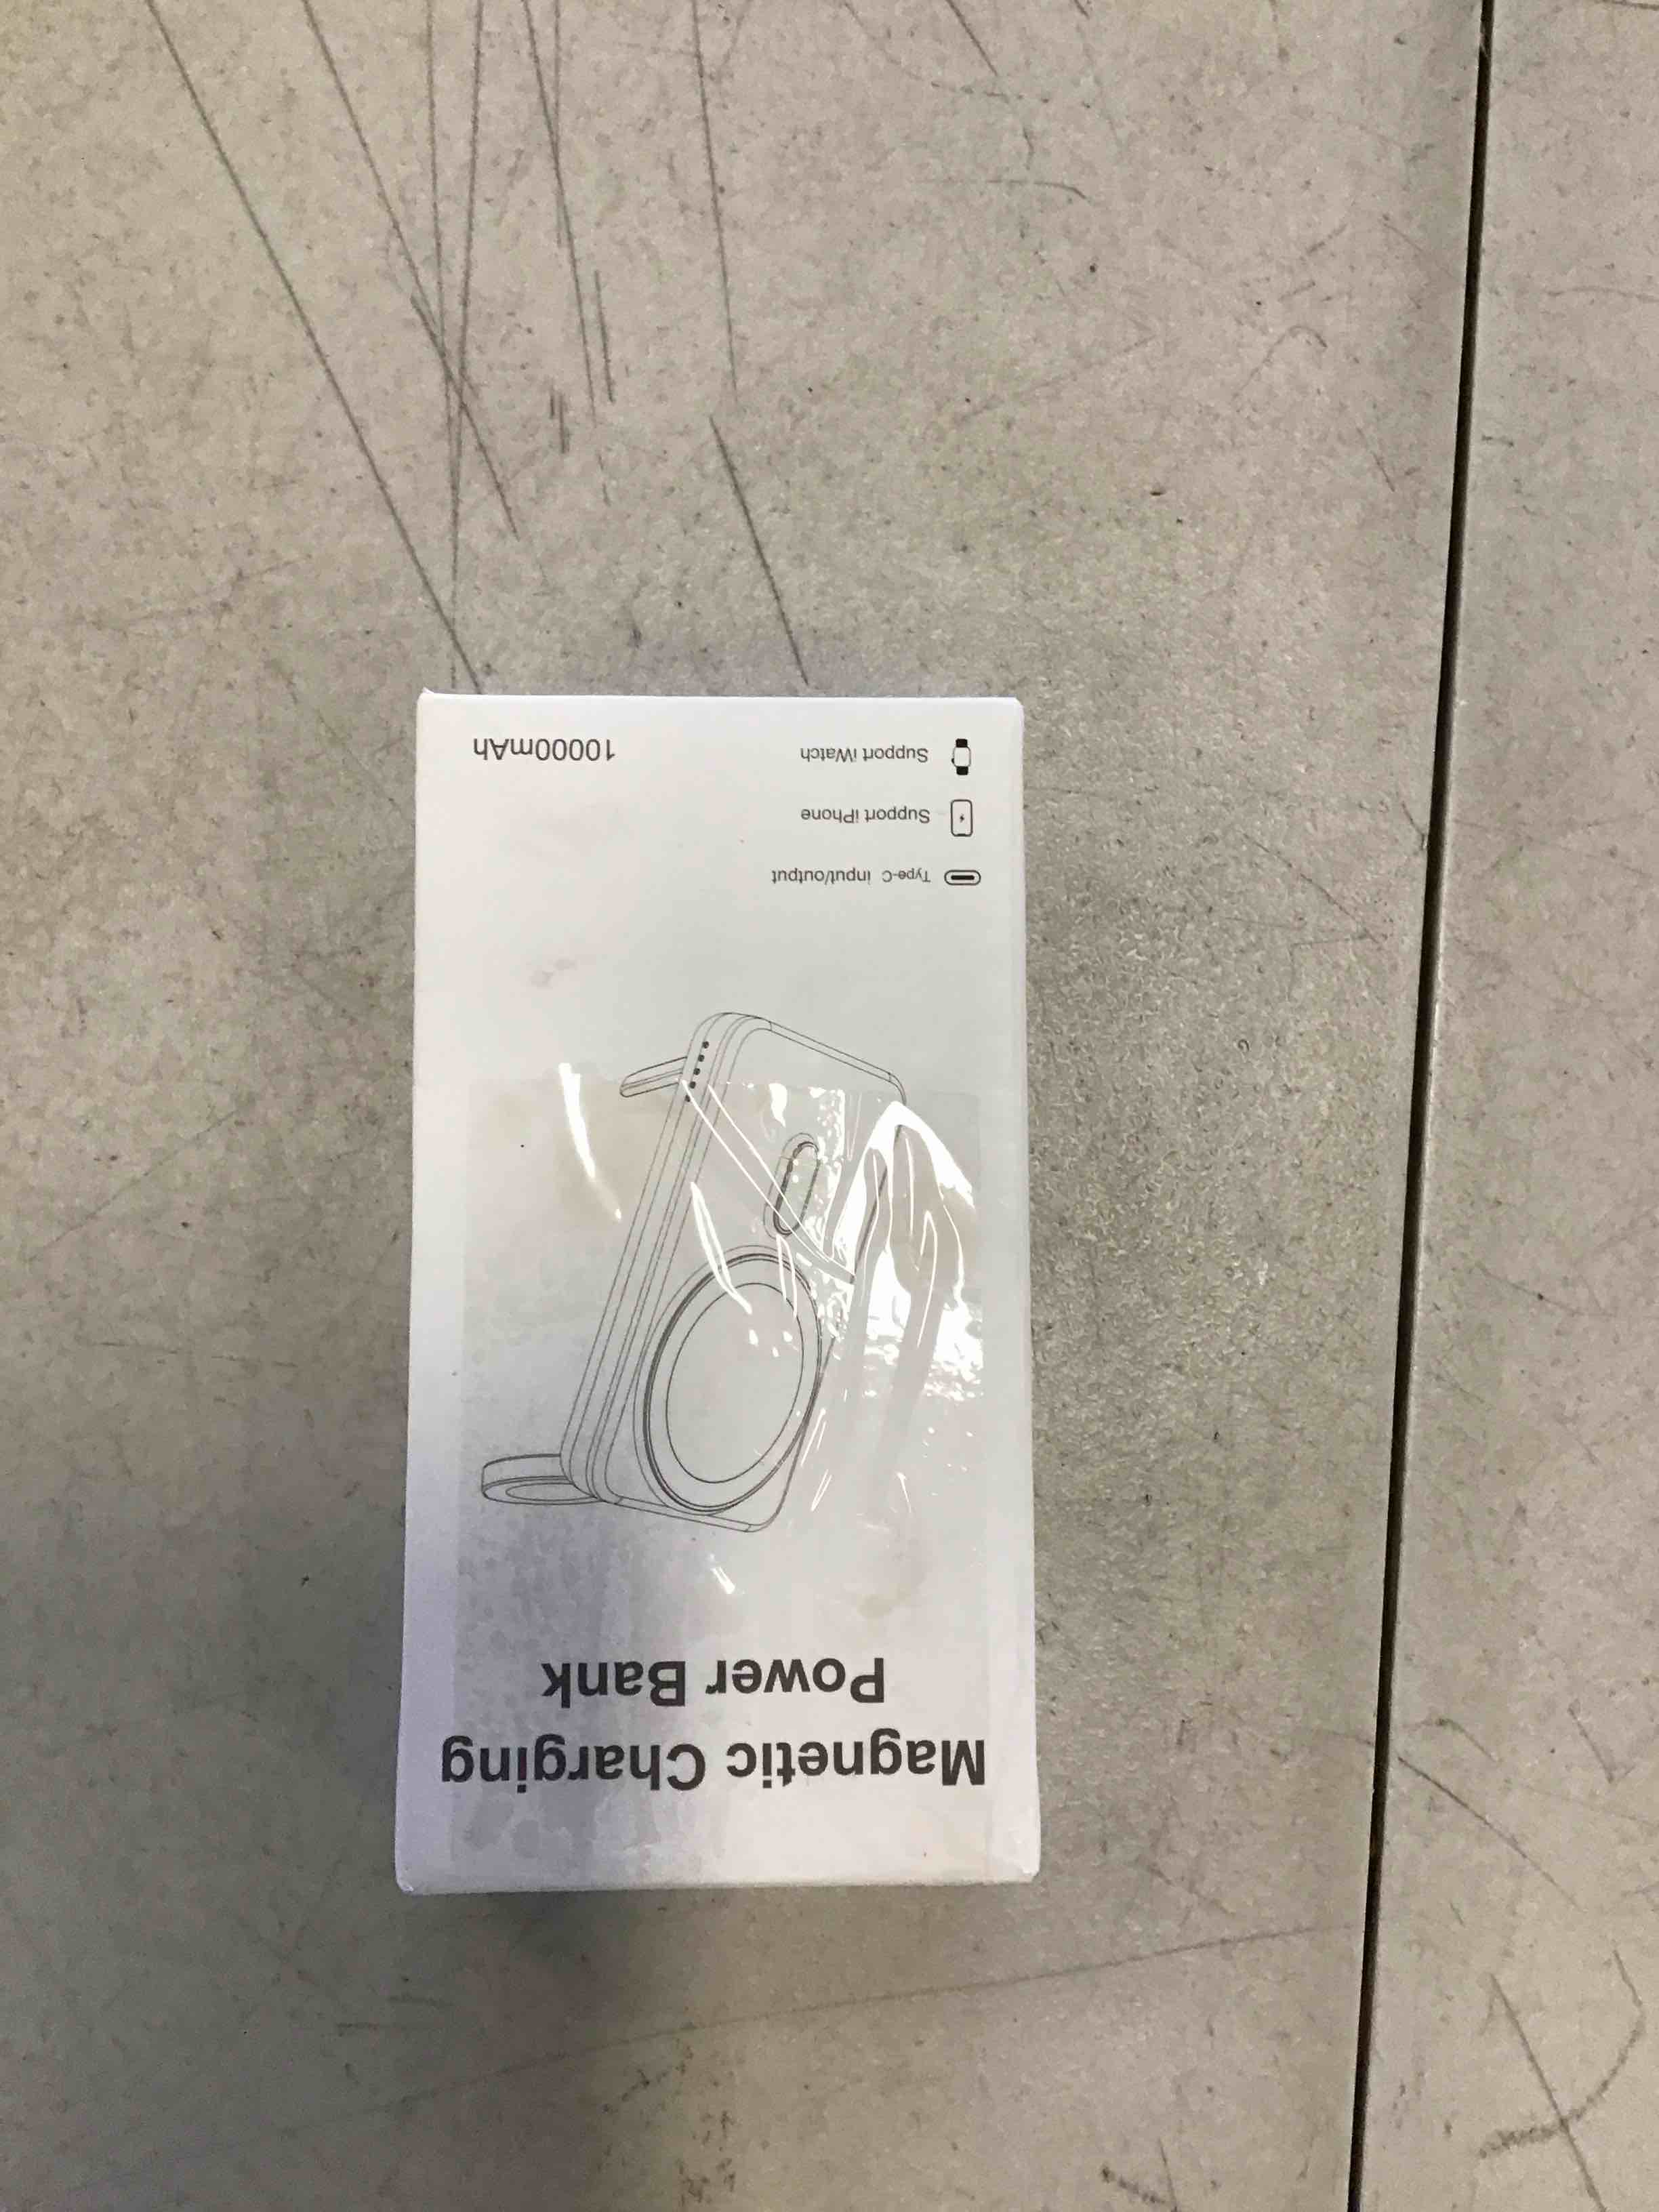 Magnetic Charging
Power Bank
Type-C input/output
Support iPhone
Support iWatch
10000mAh